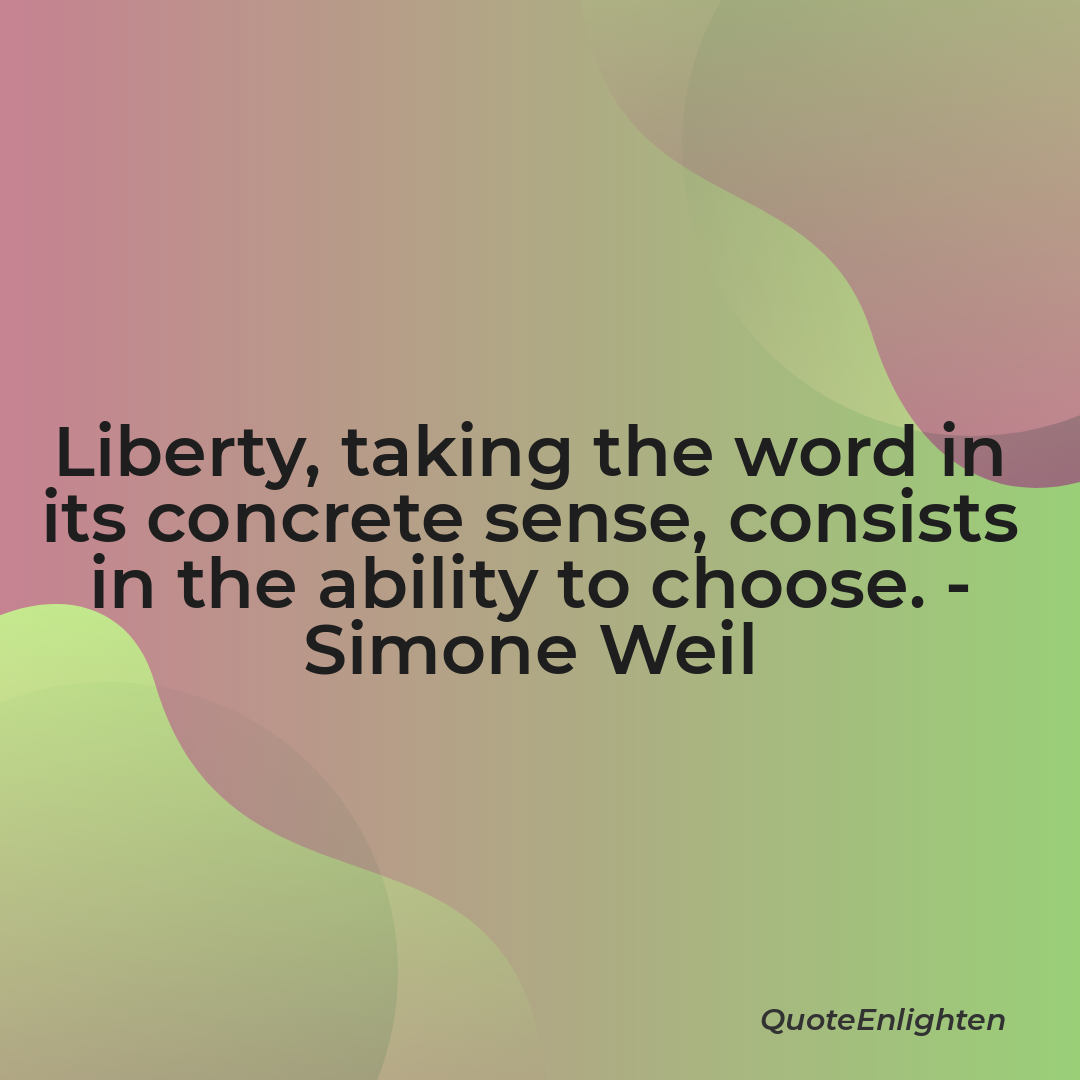 Liberty, taking the word in
its concrete sense, consists
in the ability to choose. -
Simone Weil
QuoteEnlighten